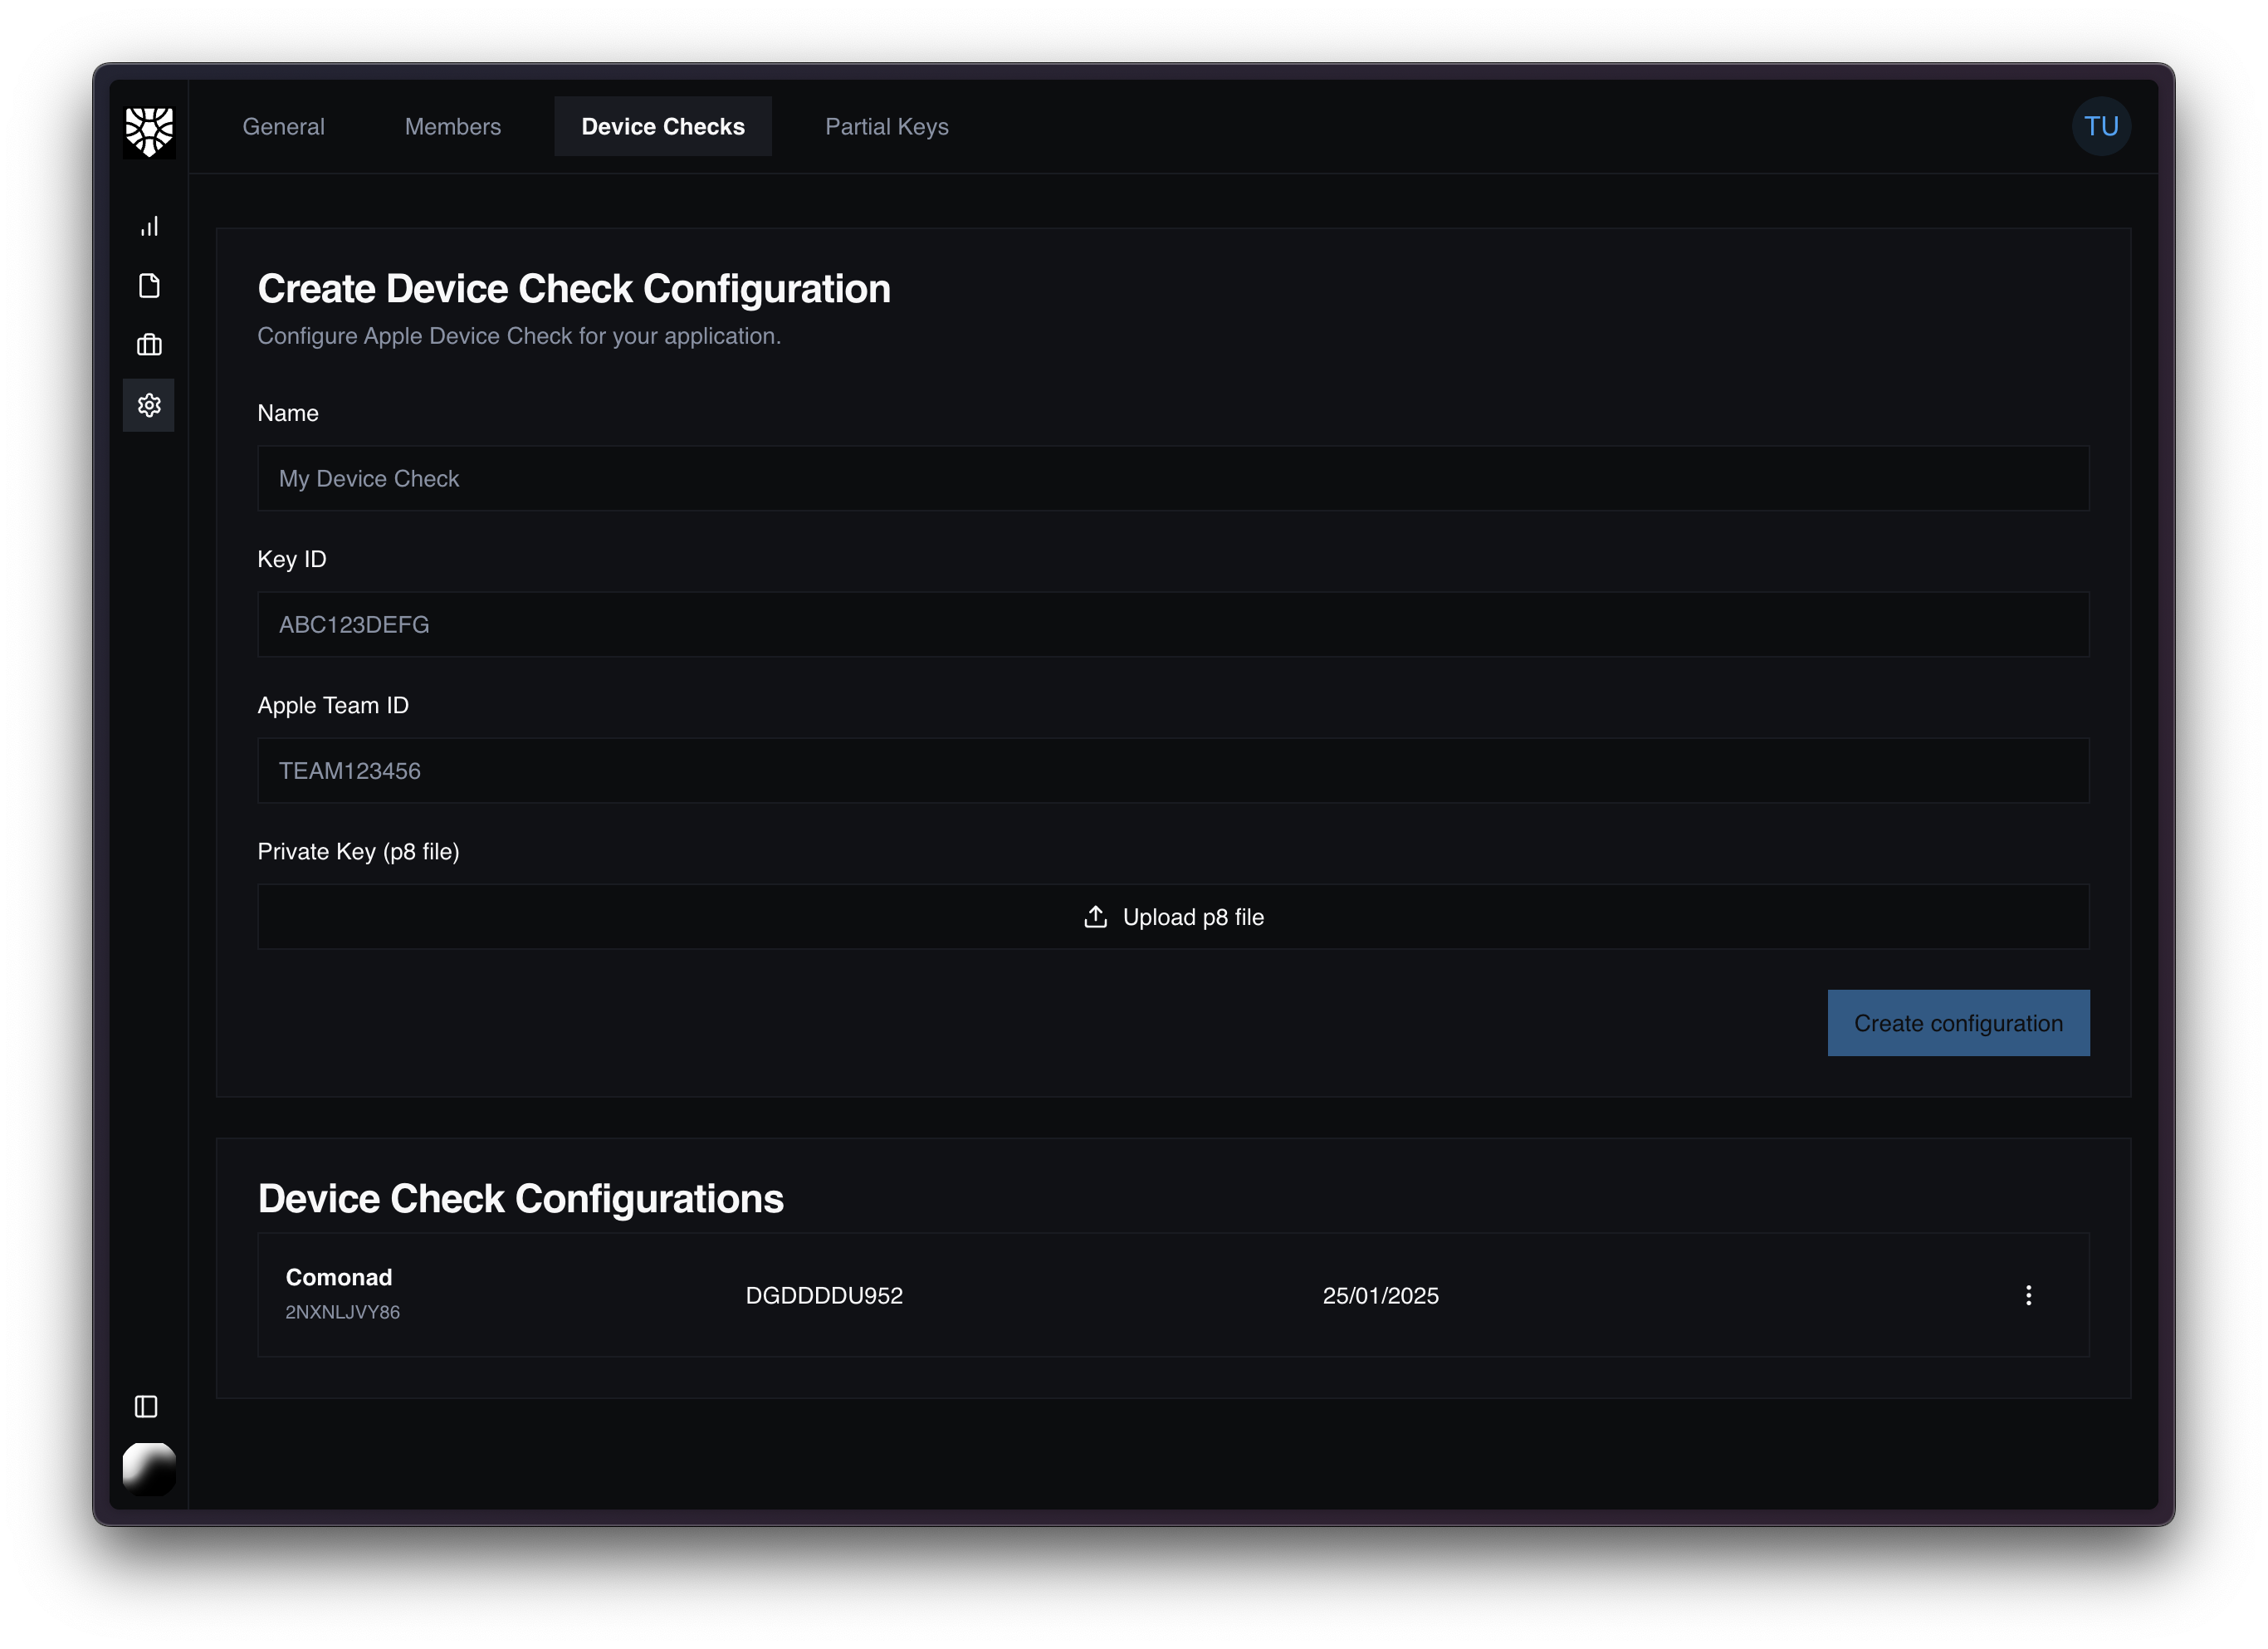 General
Members
Device Checks
Partial Keys
TU
Create Device Check Configuration
Configure Apple Device Check for your application.
Name
My Device Check
Key ID
ABC123DEFG
Apple Team ID
TEAM123456
Private Key (p8 file)
Upload p8 file
Create configuration
Device Check Configurations
Comonad
2NXNLJVY86
DGDDDDU952
25/01/2025